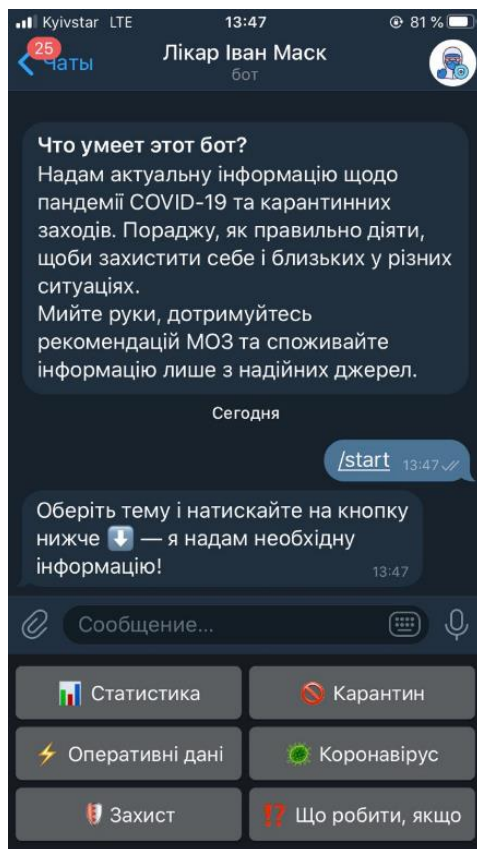 Kyivstar LTE 13:47 81 %
25
Чаты
Лікар Іван Маск
бот
Что умеет этот бот?
Надам актуальну інформацію щодо
пандемії COVID-19 та карантинних
заходів. Пораджу, як правильно діяти,
щоби захистити себе і близьких у різних
ситуаціях.
Мийте руки, дотримуйтесь
рекомендацій МОЗ та споживайте
інформацію лише з надійних джерел.
Сегодня
/start 13:47
Оберіть тему і натискайте на кнопку
нижче ⬇️ — я надам необхідну
інформацію!
13:47
Сообщение...
Статистика
Карантин
Оперативні дані
Коронавірус
Захист
⁉️ Що робити, якщо